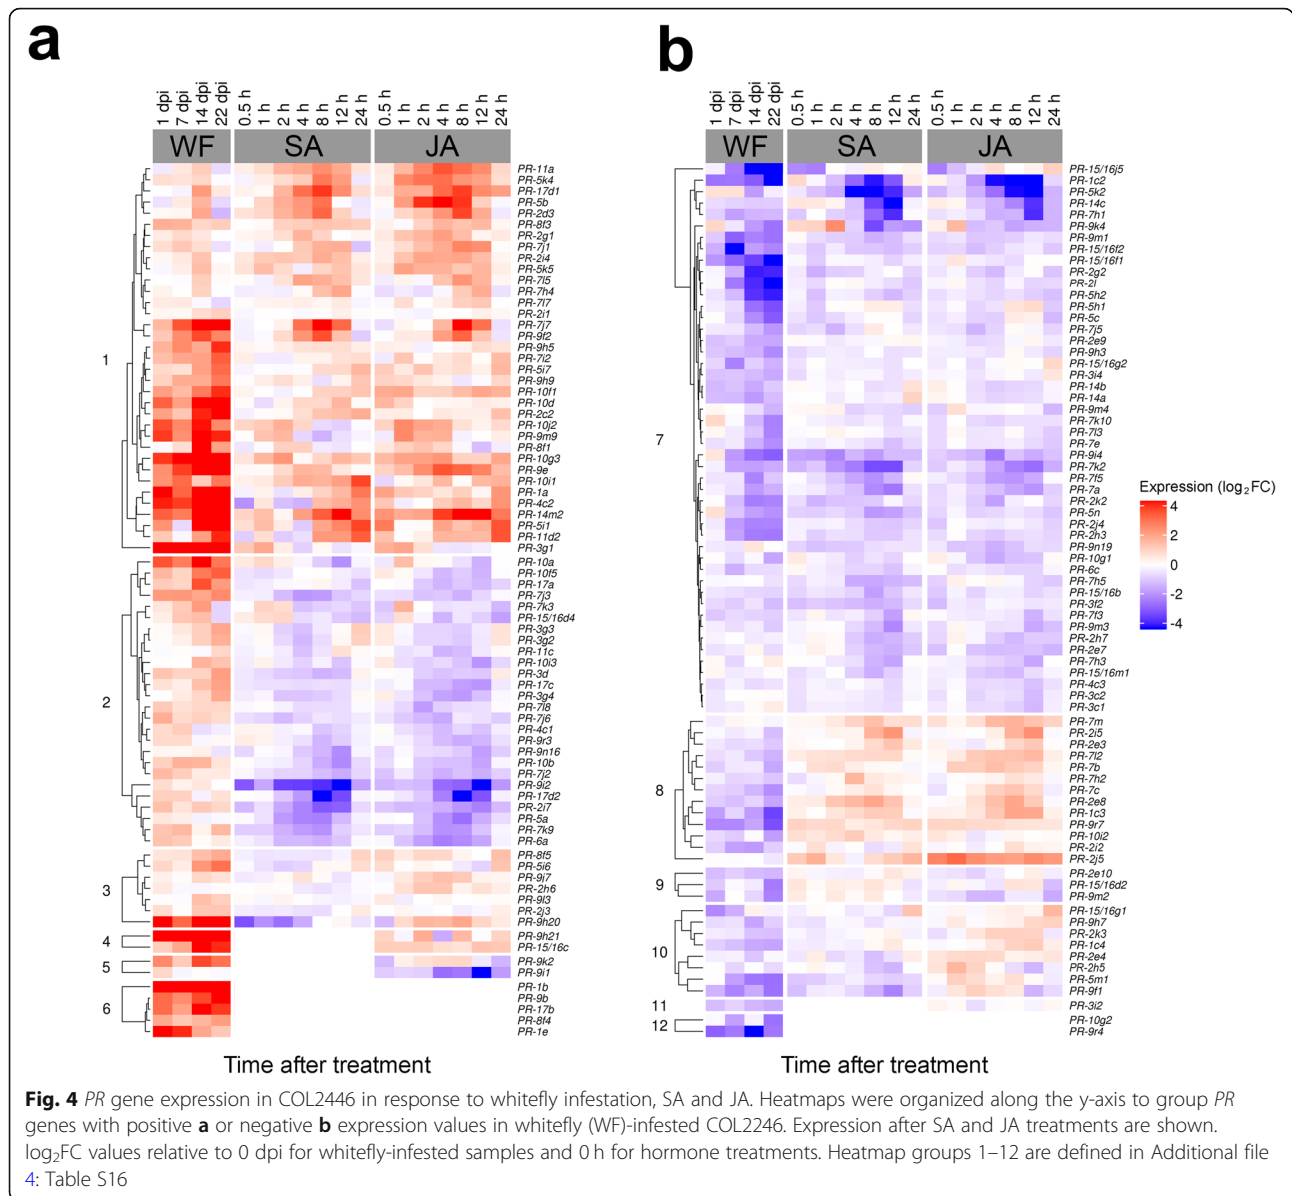 a
1 dpi 7 dpi 14 dpi 22 dpi 0.5 h 1 h 2 h 4 h 8 h 12 h 24 h 0.5 h 1 h 2 h 4 h 8 h 12 h 24 h
WF SA JA
PR-11a
PR-5k4
PR-17d1
PR-5b
PR-2d3
PR-8f3
PR-2g1
PR-7j1
PR-2i4
PR-5k5
PR-7l5
PR-7h4
PR-7l7
PR-2i1
PR-7j7
PR-9f2
PR-9h5
PR-7i2
PR-5i7
PR-9h9
PR-10f1
PR-10d
PR-2c2
PR-10j2
PR-9m9
PR-8f1
PR-10g3
PR-9e
PR-10i1
PR-1a
PR-4c2
PR-14m2
PR-5i1
PR-11d2
PR-3g1
1
PR-10a
PR-10f5
PR-17a
PR-7j3
PR-7k3
PR-15/16d4
PR-3g3
PR-3g2
PR-11c
PR-10i3
PR-3d
PR-17c
PR-3g4
PR-7l8
PR-7j6
PR-4c1
PR-9r3
PR-9n16
PR-10b
PR-7j2
PR-9i2
PR-17d2
PR-2i7
PR-5a
PR-7k9
PR-6a
2
PR-8f5
PR-5i6
PR-9j7
PR-2h6
PR-9l3
PR-2j3
PR-9h20
3
PR-9h21
PR-15/16c
4
PR-9k2
PR-9i1
5
PR-1b
PR-9b
PR-17b
PR-8f4
PR-1e
6
Time after treatment
b
1 dpi 7 dpi 14 dpi 22 dpi 0.5 h 1 h 2 h 4 h 8 h 12 h 24 h 0.5 h 1 h 2 h 4 h 8 h 12 h 24 h
WF SA JA
PR-15/16j5
PR-1c2
PR-5k2
PR-14c
PR-7h1
PR-9k4
PR-9m1
PR-15/16f2
PR-15/16f1
PR-2g2
PR-2l
PR-5h2
PR-5h1
PR-5c
PR-7j5
PR-2e9
PR-9h3
PR-15/16g2
PR-3i4
PR-14b
PR-14a
PR-9m4
PR-7k10
PR-7l3
PR-7e
PR-9i4
PR-7k2
PR-7f5
PR-7a
PR-2k2
PR-5n
PR-2j4
PR-2h3
PR-9n19
PR-10g1
PR-6c
PR-7h5
PR-15/16b
PR-3f2
PR-7f3
PR-9m3
PR-2h7
PR-2e7
PR-7h3
PR-15/16m1
PR-4c3
PR-3c2
PR-3c1
7
PR-7m
PR-2i5
PR-2e3
PR-7l2
PR-7b
PR-7h2
PR-7c
PR-2e8
PR-1c3
PR-9r7
PR-10i2
PR-2i2
PR-2j5
8
PR-2e10
PR-15/16d2
PR-9m2
9
PR-15/16g1
PR-9h7
PR-2k3
PR-1c4
PR-2e4
PR-2h5
PR-5m1
PR-9f1
10
PR-3i2
11
PR-10g2
PR-9r4
12
Time after treatment
Expression (log2FC)
4
2
0
-2
-4
Fig. 4 PR gene expression in COL2446 in response to whitefly infestation, SA and JA. Heatmaps were organized along the y-axis to group PR
genes with positive a or negative b expression values in whitefly (WF)-infested COL2246. Expression after SA and JA treatments are shown.
log2FC values relative to 0 dpi for whitefly-infested samples and 0 h for hormone treatments. Heatmap groups 1–12 are defined in Additional file
4: Table S16